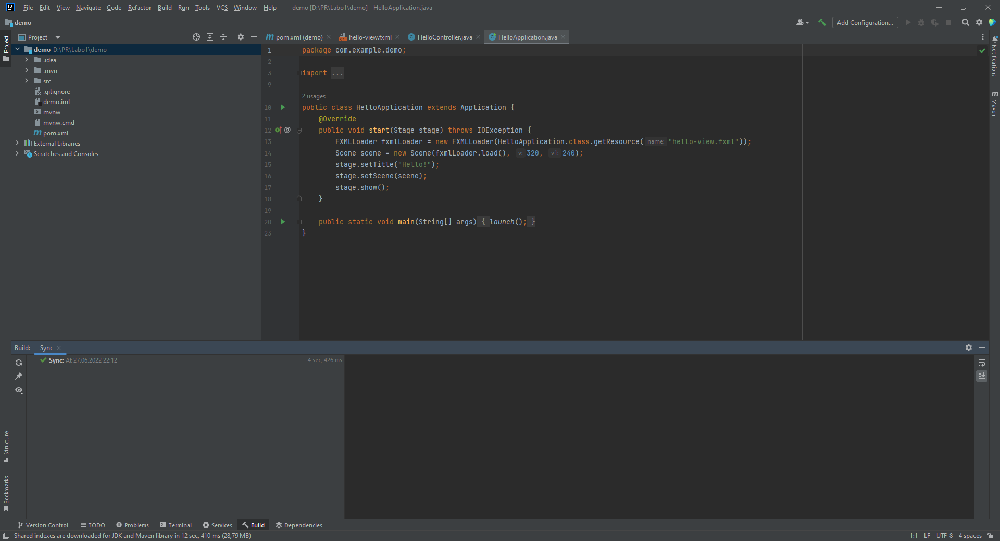 File Edit View Navigate Code Refactor Build Run Tools VCS Window Help demo [D:\PR\Labo1\demo] - HelloApplication.java
demo
Add Configuration...
Project
pom.xml (demo) hello-view.fxml HelloController.java HelloApplication.java
Project
demo D:\PR\Labo1\demo
.idea
.mvn
src
.gitignore
demo.iml
mvnw
mvnw.cmd
pom.xml
External Libraries
Scratches and Consoles
1 package com.example.demo;
2
3 import ...
9
2 usages
10 public class HelloApplication extends Application {
11 @Override
12 public void start(Stage stage) throws IOException {
13 FXMLLoader fxmlLoader = new FXMLLoader(HelloApplication.class.getResource( name: "hello-view.fxml"));
14 Scene scene = new Scene(fxmlLoader.load(), v: 320, v1: 240);
15 stage.setTitle("Hello!");
16 stage.setScene(scene);
17 stage.show();
18 }
19
20 public static void main(String[] args) { launch(); }
23 }
Notifications
Maven
Build: Sync
Sync: At 27.06.2022 22:12 4 sec, 426 ms
Structure
Bookmarks
Version Control TODO Problems Terminal Services Build Dependencies
Shared indexes are downloaded for JDK and Maven library in 12 sec, 410 ms (28,79 MB) 1:1 LF UTF-8 4 spaces